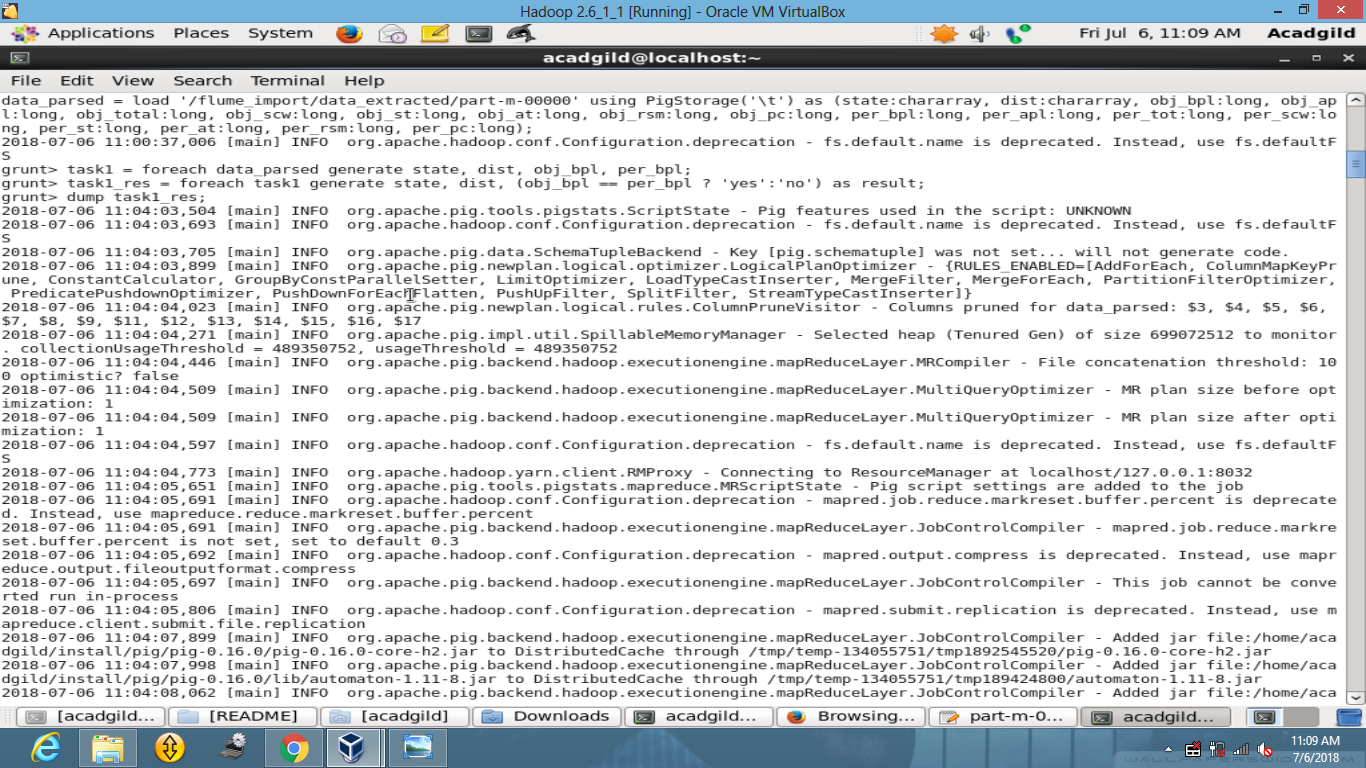 Hadoop 2.6_1_1 [Running] - Oracle VM VirtualBox
Applications Places System Fri Jul 6, 11:09 AM Acadgild
acadgild@localhost:~
File Edit View Search Terminal Help
data_parsed = load '/flume_import/data_extracted/part-m-00000' using PigStorage('\t') as (state:chararray, dist:chararray, obj_bpl:long, obj_ap
l:long, obj_total:long, obj_scw:long, obj_st:long, obj_at:long, obj_rsm:long, obj_pc:long, per_bpl:long, per_apl:long, per_tot:long, per_scw:lo
ng, per_st:long, per_at:long, per_rsm:long, per_pc:long);
2018-07-06 11:00:37,006 [main] INFO  org.apache.hadoop.conf.Configuration.deprecation - fs.default.name is deprecated. Instead, use fs.defaultF
S
grunt> task1 = foreach data_parsed generate state, dist, obj_bpl, per_bpl;
grunt> task1_res = foreach task1 generate state, dist, (obj_bpl == per_bpl ? 'yes':'no') as result;
grunt> dump task1_res;
2018-07-06 11:04:03,504 [main] INFO  org.apache.pig.tools.pigstats.ScriptState - Pig features used in the script: UNKNOWN
2018-07-06 11:04:03,693 [main] INFO  org.apache.hadoop.conf.Configuration.deprecation - fs.default.name is deprecated. Instead, use fs.defaultF
S
2018-07-06 11:04:03,705 [main] INFO  org.apache.pig.data.SchemaTupleBackend - Key [pig.schematuple] was not set... will not generate code.
2018-07-06 11:04:03,899 [main] INFO  org.apache.pig.newplan.logical.optimizer.LogicalPlanOptimizer - {RULES_ENABLED=[AddForEach, ColumnMapKeyPr
une, ConstantCalculator, GroupByConstParallelSetter, LimitOptimizer, LoadTypeCastInserter, MergeFilter, MergeForEach, PartitionFilterOptimizer,
PredicatePushdownOptimizer, PushDownForEachFlatten, PushUpFilter, SplitFilter, StreamTypeCastInserter]}
2018-07-06 11:04:04,023 [main] INFO  org.apache.pig.newplan.logical.rules.ColumnPruneVisitor - Columns pruned for data_parsed: $3, $4, $5, $6,
$7, $8, $9, $11, $12, $13, $14, $15, $16, $17
2018-07-06 11:04:04,271 [main] INFO  org.apache.pig.impl.util.SpillableMemoryManager - Selected heap (Tenured Gen) of size 699072512 to monitor
. collectionUsageThreshold = 489350752, usageThreshold = 489350752
2018-07-06 11:04:04,446 [main] INFO  org.apache.pig.backend.hadoop.executionengine.mapReduceLayer.MRCompiler - File concatenation threshold: 10
0 optimistic? false
2018-07-06 11:04:04,509 [main] INFO  org.apache.pig.backend.hadoop.executionengine.mapReduceLayer.MultiQueryOptimizer - MR plan size before opt
imization: 1
2018-07-06 11:04:04,509 [main] INFO  org.apache.pig.backend.hadoop.executionengine.mapReduceLayer.MultiQueryOptimizer - MR plan size after opti
mization: 1
2018-07-06 11:04:04,597 [main] INFO  org.apache.hadoop.conf.Configuration.deprecation - fs.default.name is deprecated. Instead, use fs.defaultF
S
2018-07-06 11:04:04,773 [main] INFO  org.apache.hadoop.yarn.client.RMProxy - Connecting to ResourceManager at localhost/127.0.0.1:8032
2018-07-06 11:04:05,651 [main] INFO  org.apache.pig.tools.pigstats.mapreduce.MRScriptState - Pig script settings are added to the job
2018-07-06 11:04:05,691 [main] INFO  org.apache.hadoop.conf.Configuration.deprecation - mapred.job.reduce.markreset.buffer.percent is deprecate
d. Instead, use mapreduce.reduce.markreset.buffer.percent
2018-07-06 11:04:05,691 [main] INFO  org.apache.pig.backend.hadoop.executionengine.mapReduceLayer.JobControlCompiler - mapred.job.reduce.markre
set.buffer.percent is not set, set to default 0.3
2018-07-06 11:04:05,692 [main] INFO  org.apache.hadoop.conf.Configuration.deprecation - mapred.output.compress is deprecated. Instead, use mapr
educe.output.fileoutputformat.compress
2018-07-06 11:04:05,697 [main] INFO  org.apache.pig.backend.hadoop.executionengine.mapReduceLayer.JobControlCompiler - This job cannot be conve
rted run in-process
2018-07-06 11:04:05,806 [main] INFO  org.apache.hadoop.conf.Configuration.deprecation - mapred.submit.replication is deprecated. Instead, use m
apreduce.client.submit.file.replication
2018-07-06 11:04:07,899 [main] INFO  org.apache.pig.backend.hadoop.executionengine.mapReduceLayer.JobControlCompiler - Added jar file:/home/aca
dgild/install/pig/pig-0.16.0/pig-0.16.0-core-h2.jar to DistributedCache through /tmp/temp-134055751/tmp1892545520/pig-0.16.0-core-h2.jar
2018-07-06 11:04:07,998 [main] INFO  org.apache.pig.backend.hadoop.executionengine.mapReduceLayer.JobControlCompiler - Added jar file:/home/aca
dgild/install/pig/pig-0.16.0/lib/automaton-1.11-8.jar to DistributedCache through /tmp/temp-134055751/tmp189424800/automaton-1.11-8.jar
2018-07-06 11:04:08,062 [main] INFO  org.apache.pig.backend.hadoop.executionengine.mapReduceLayer.JobControlCompiler - Added jar file:/home/aca
[acadgild... [README] [acadgild] Downloads acadgild... Browsing... part-m-0... acadgild...
11:09 AM
7/6/2018